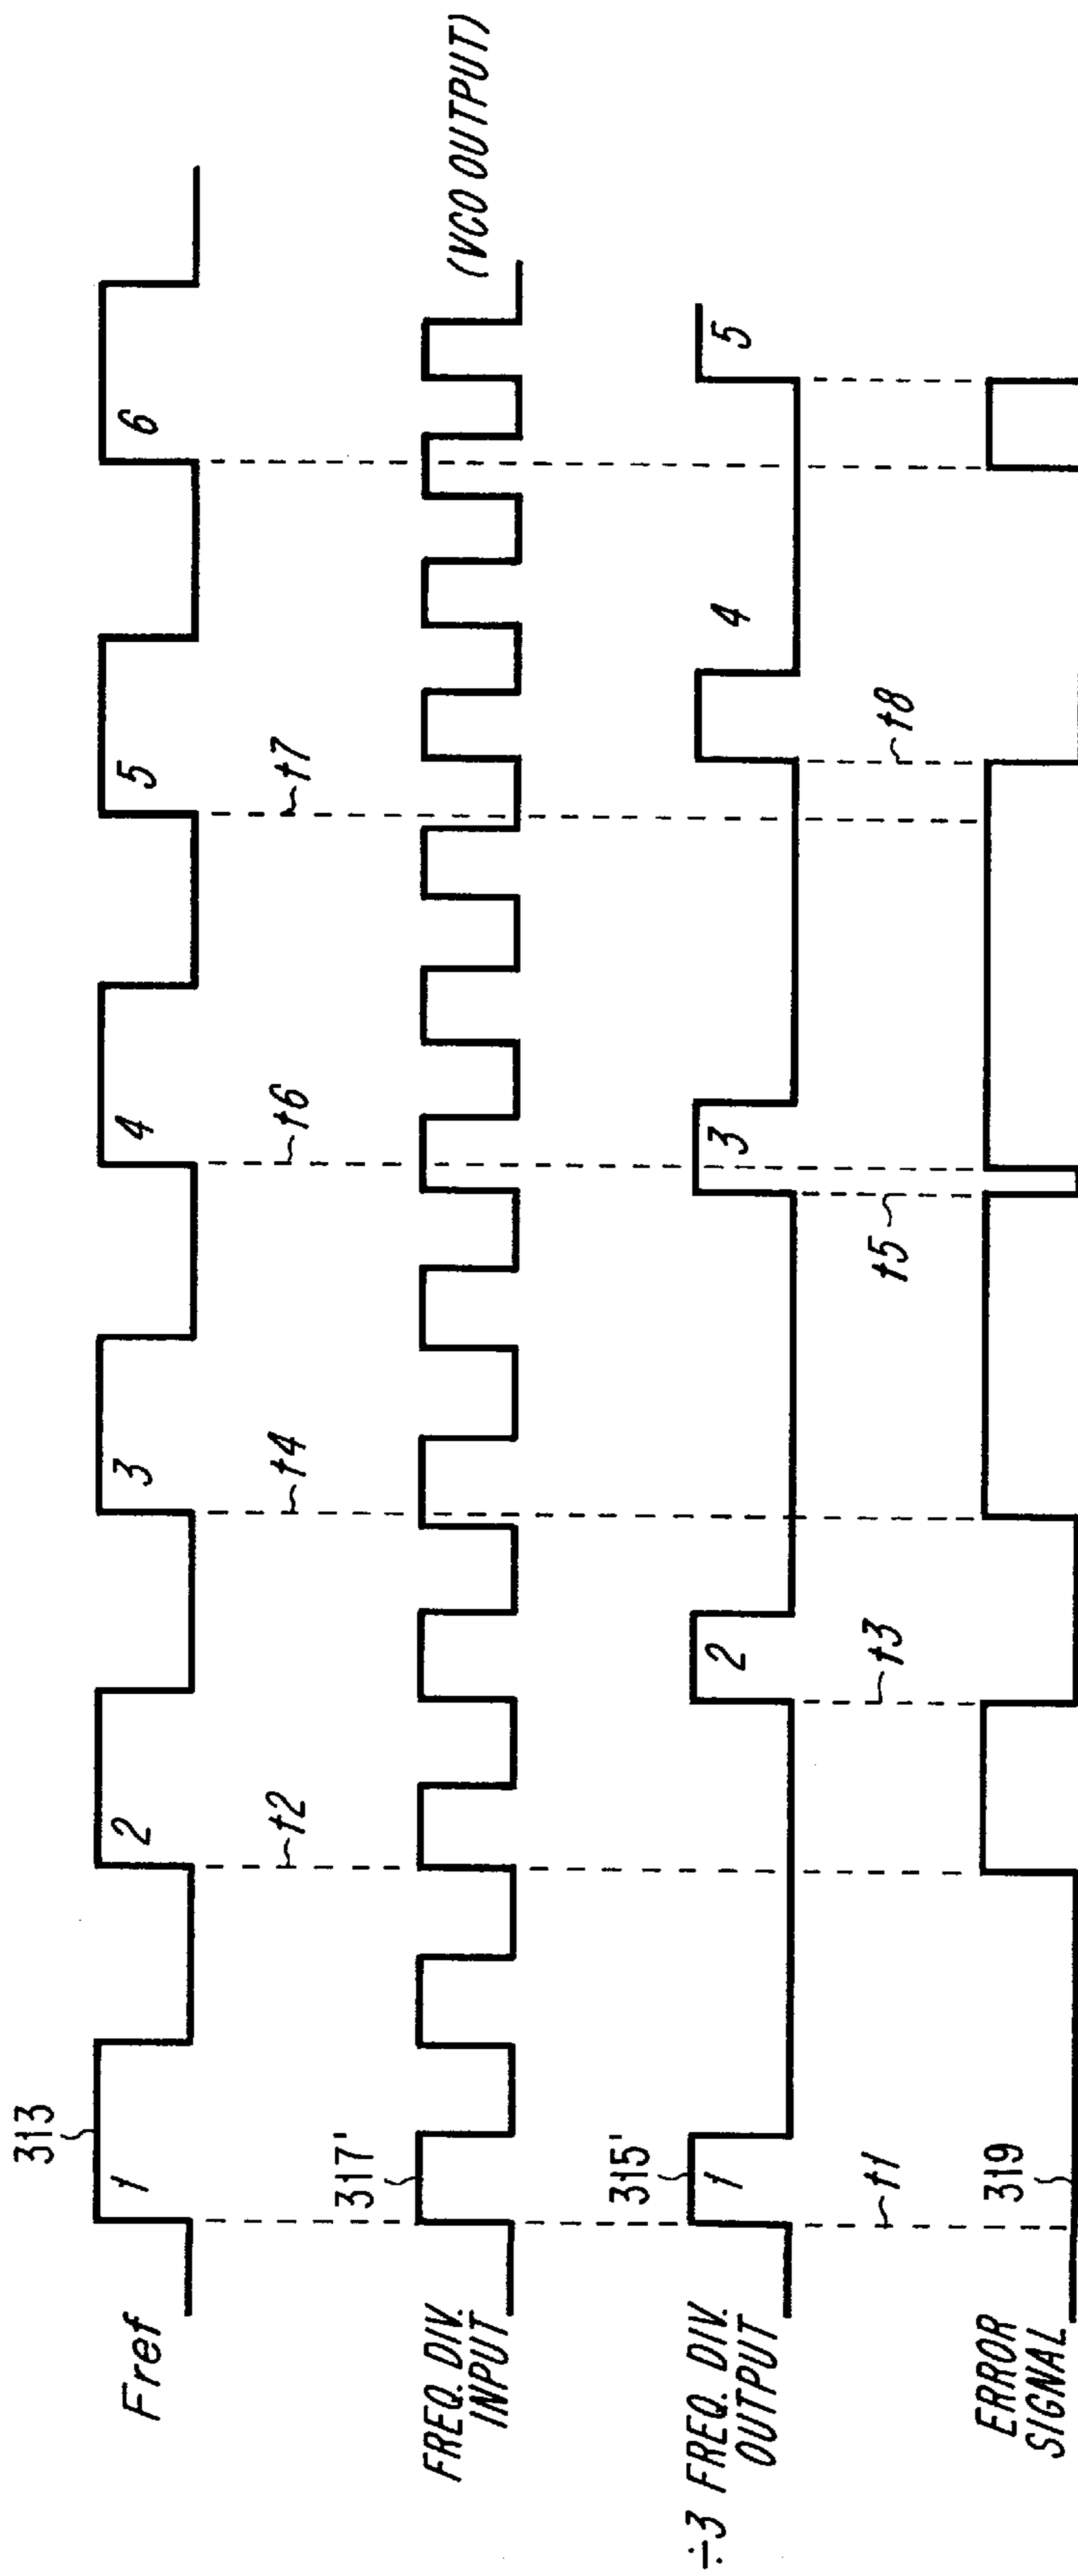 313
Fref
1
2
3
4
5
6
t2
t4
t6
t7
317'
FREQ. DIV.
INPUT
(VCO OUTPUT)
315'
÷3 FREQ. DIV.
OUTPUT
1
2
3
4
5
t1
t3
t5
t8
319
ERROR
SIGNAL